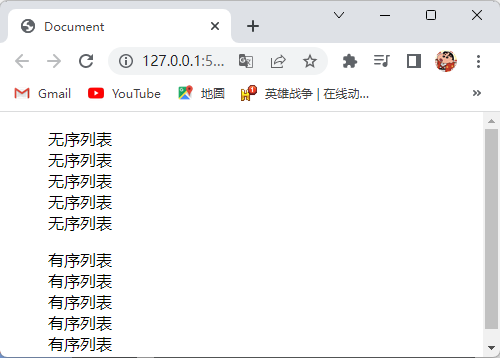 Document
127.0.0.1:5...
Gmail
YouTube
地圖
英雄战争 | 在线动...
无序列表
无序列表
无序列表
无序列表
无序列表
有序列表
有序列表
有序列表
有序列表
有序列表